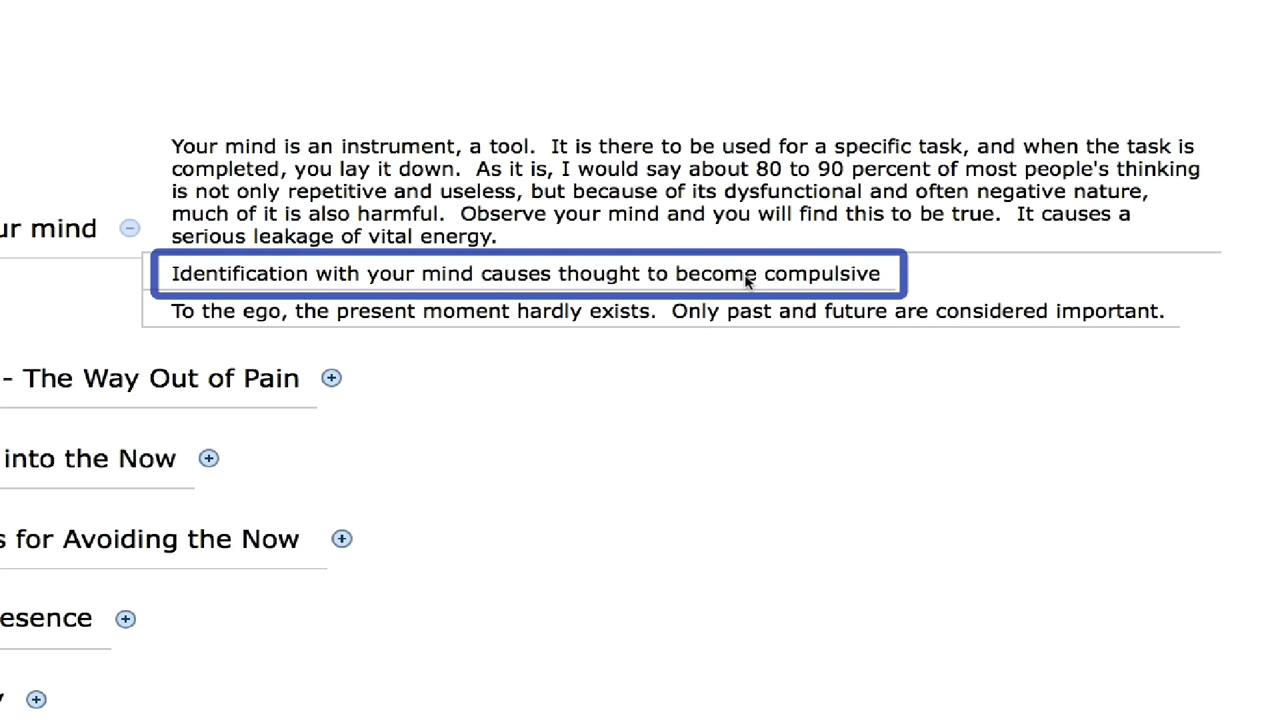 Your mind is an instrument, a tool.  It is there to be used for a specific task, and when the task is
completed, you lay it down.  As it is, I would say about 80 to 90 percent of most people's thinking
is not only repetitive and useless, but because of its dysfunctional and often negative nature,
much of it is also harmful.  Observe your mind and you will find this to be true.  It causes a
serious leakage of vital energy.
ur mind
Identification with your mind causes thought to become compulsive
To the ego, the present moment hardly exists.  Only past and future are considered important.
- The Way Out of Pain
into the Now
s for Avoiding the Now
esence